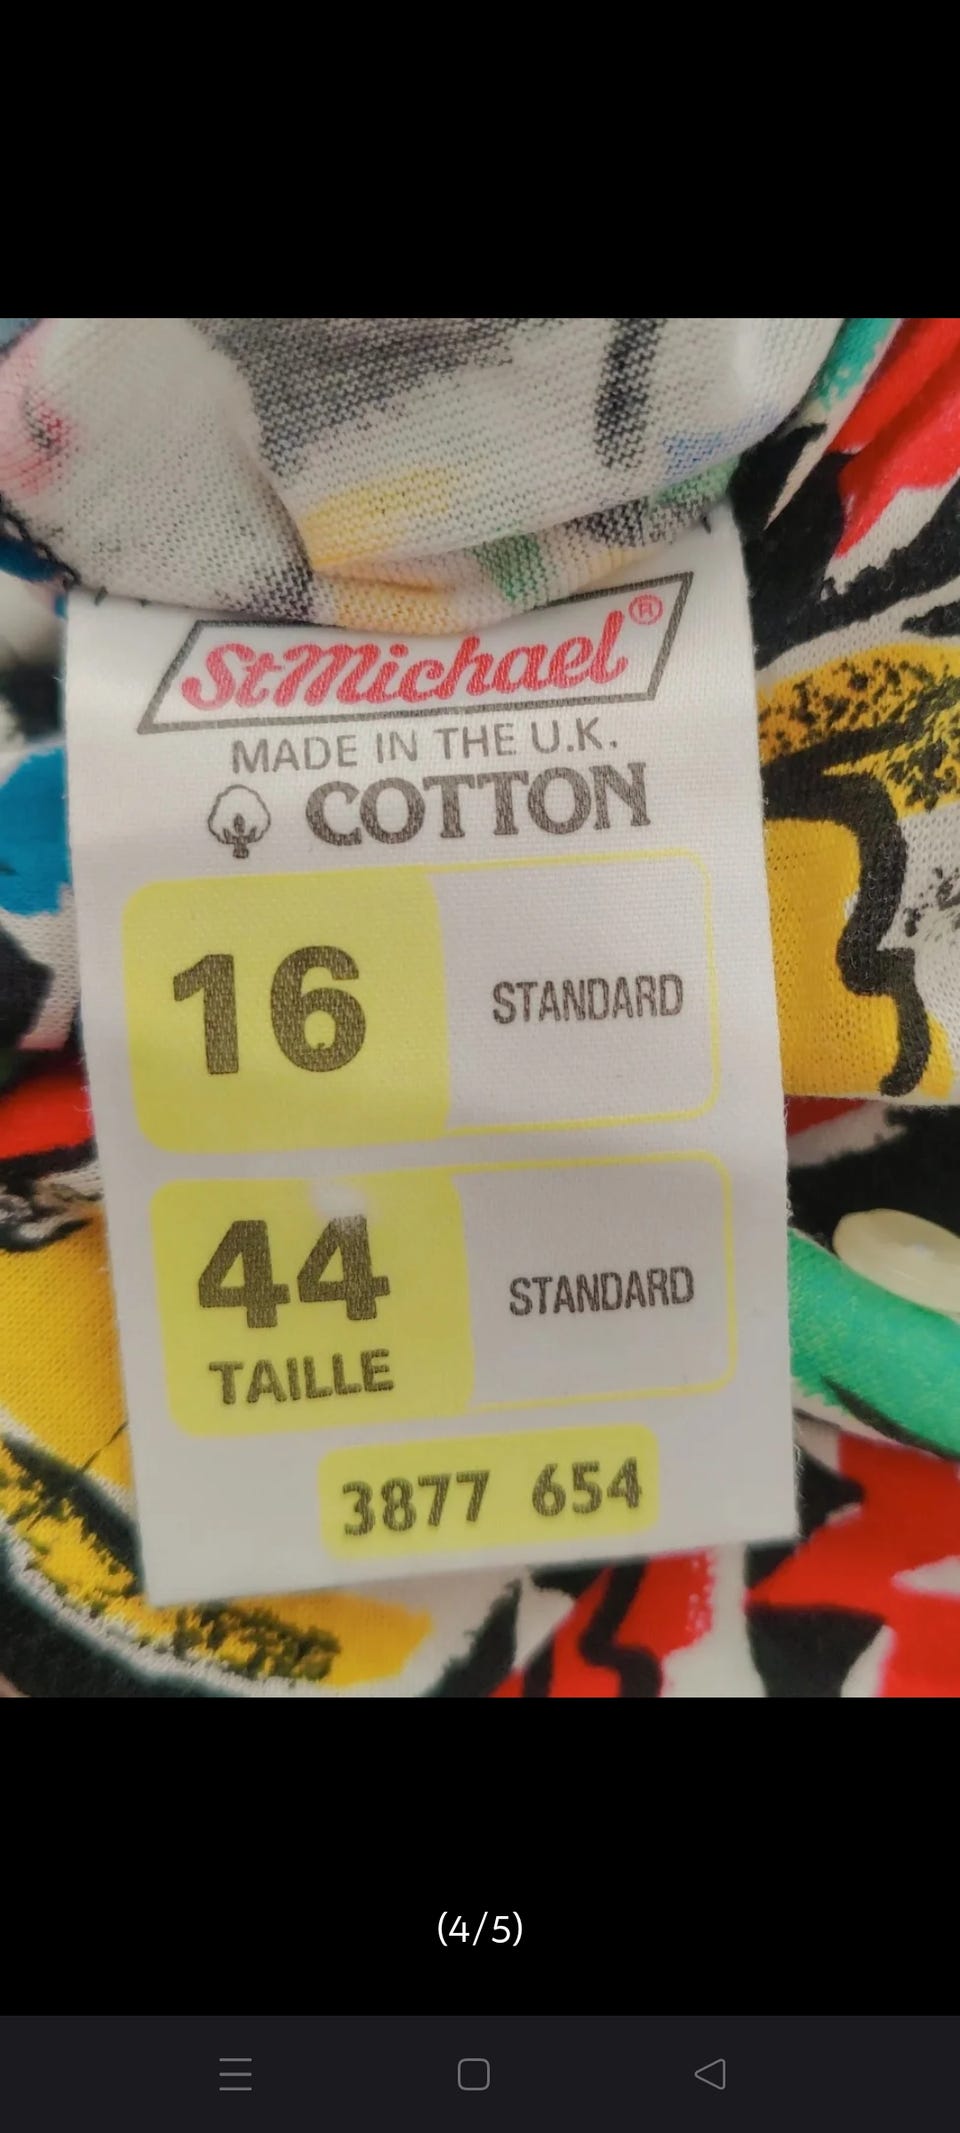 StMichael®
MADE IN THE U.K.
COTTON
16 STANDARD
44 STANDARD
TAILLE
3877 654
(4/5)